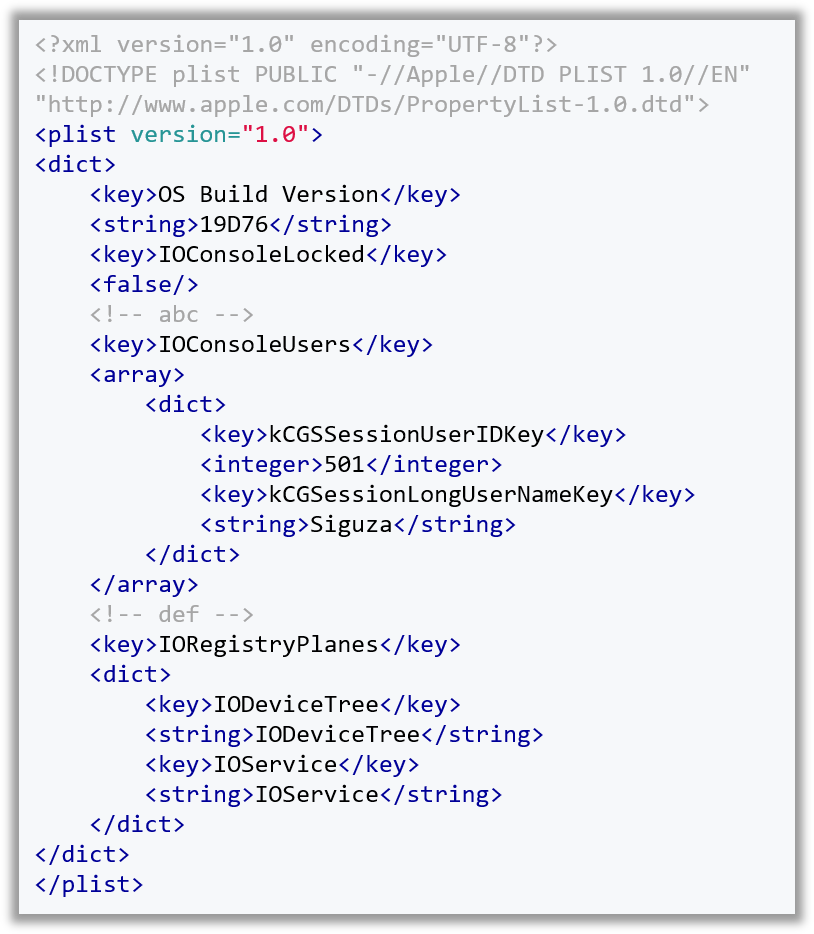 <?xml version="1.0" encoding="UTF-8"?>
<!DOCTYPE plist PUBLIC "-//Apple//DTD PLIST 1.0//EN"
"http://www.apple.com/DTDs/PropertyList-1.0.dtd">
<plist version="1.0">
<dict>
    <key>OS Build Version</key>
    <string>19D76</string>
    <key>IOConsoleLocked</key>
    <false/>
    <!-- abc -->
    <key>IOConsoleUsers</key>
    <array>
        <dict>
            <key>kCGSSessionUserIDKey</key>
            <integer>501</integer>
            <key>kCGSessionLongUserNameKey</key>
            <string>Siguza</string>
        </dict>
    </array>
    <!-- def -->
    <key>IORegistryPlanes</key>
    <dict>
        <key>IODeviceTree</key>
        <string>IODeviceTree</string>
        <key>IOService</key>
        <string>IOService</string>
    </dict>
</dict>
</plist>